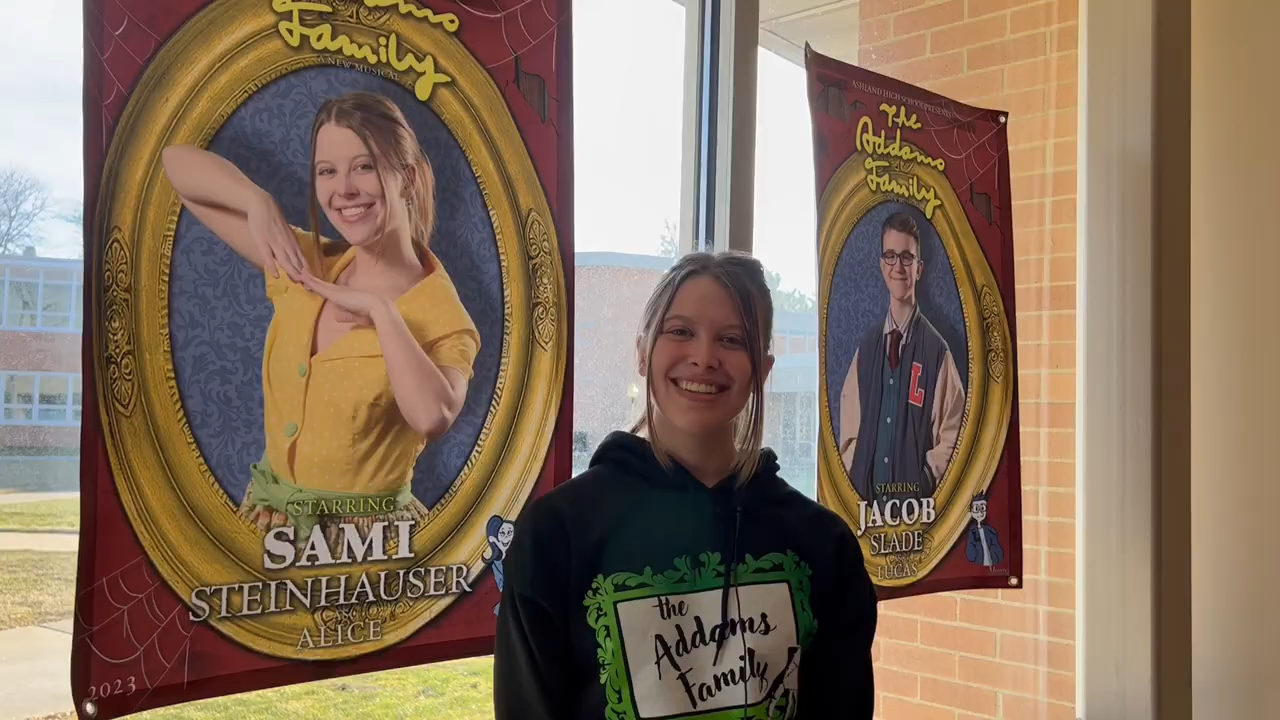 Addams
Family
A NEW MUSICAL
STARRING
SAMI
STEINHAUSER
ALICE
2023
ASHLAND HIGH SCHOOL PRESENTS
The
Addams
Family
STARRING
JACOB
SLADE
LUCAS
L
the
Addams
Family